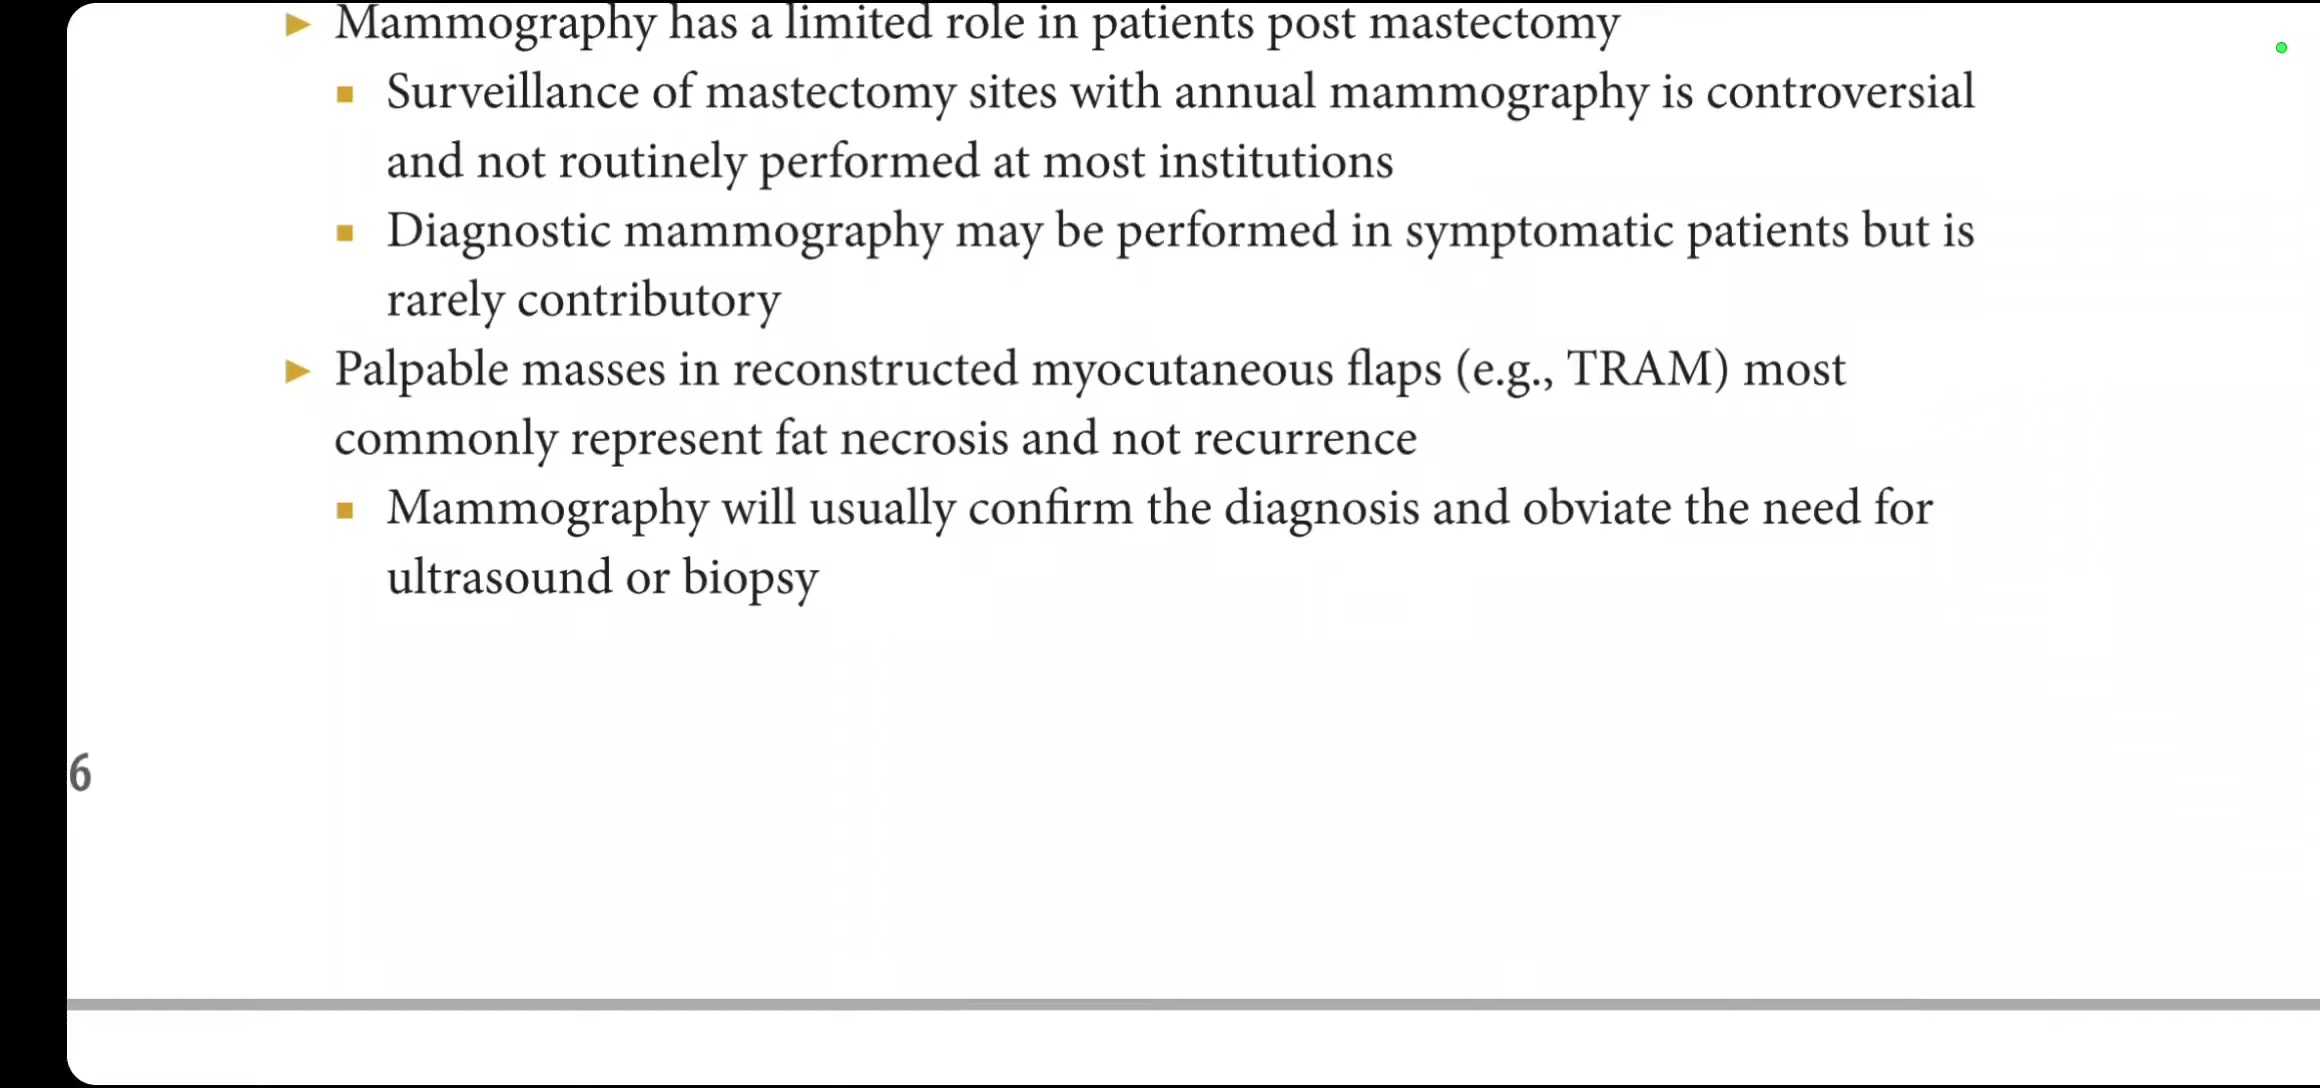 ► Mammography has a limited role in patients post mastectomy
■ Surveillance of mastectomy sites with annual mammography is controversial
and not routinely performed at most institutions
■ Diagnostic mammography may be performed in symptomatic patients but is
rarely contributory
► Palpable masses in reconstructed myocutaneous flaps (e.g., TRAM) most
commonly represent fat necrosis and not recurrence
■ Mammography will usually confirm the diagnosis and obviate the need for
ultrasound or biopsy
6